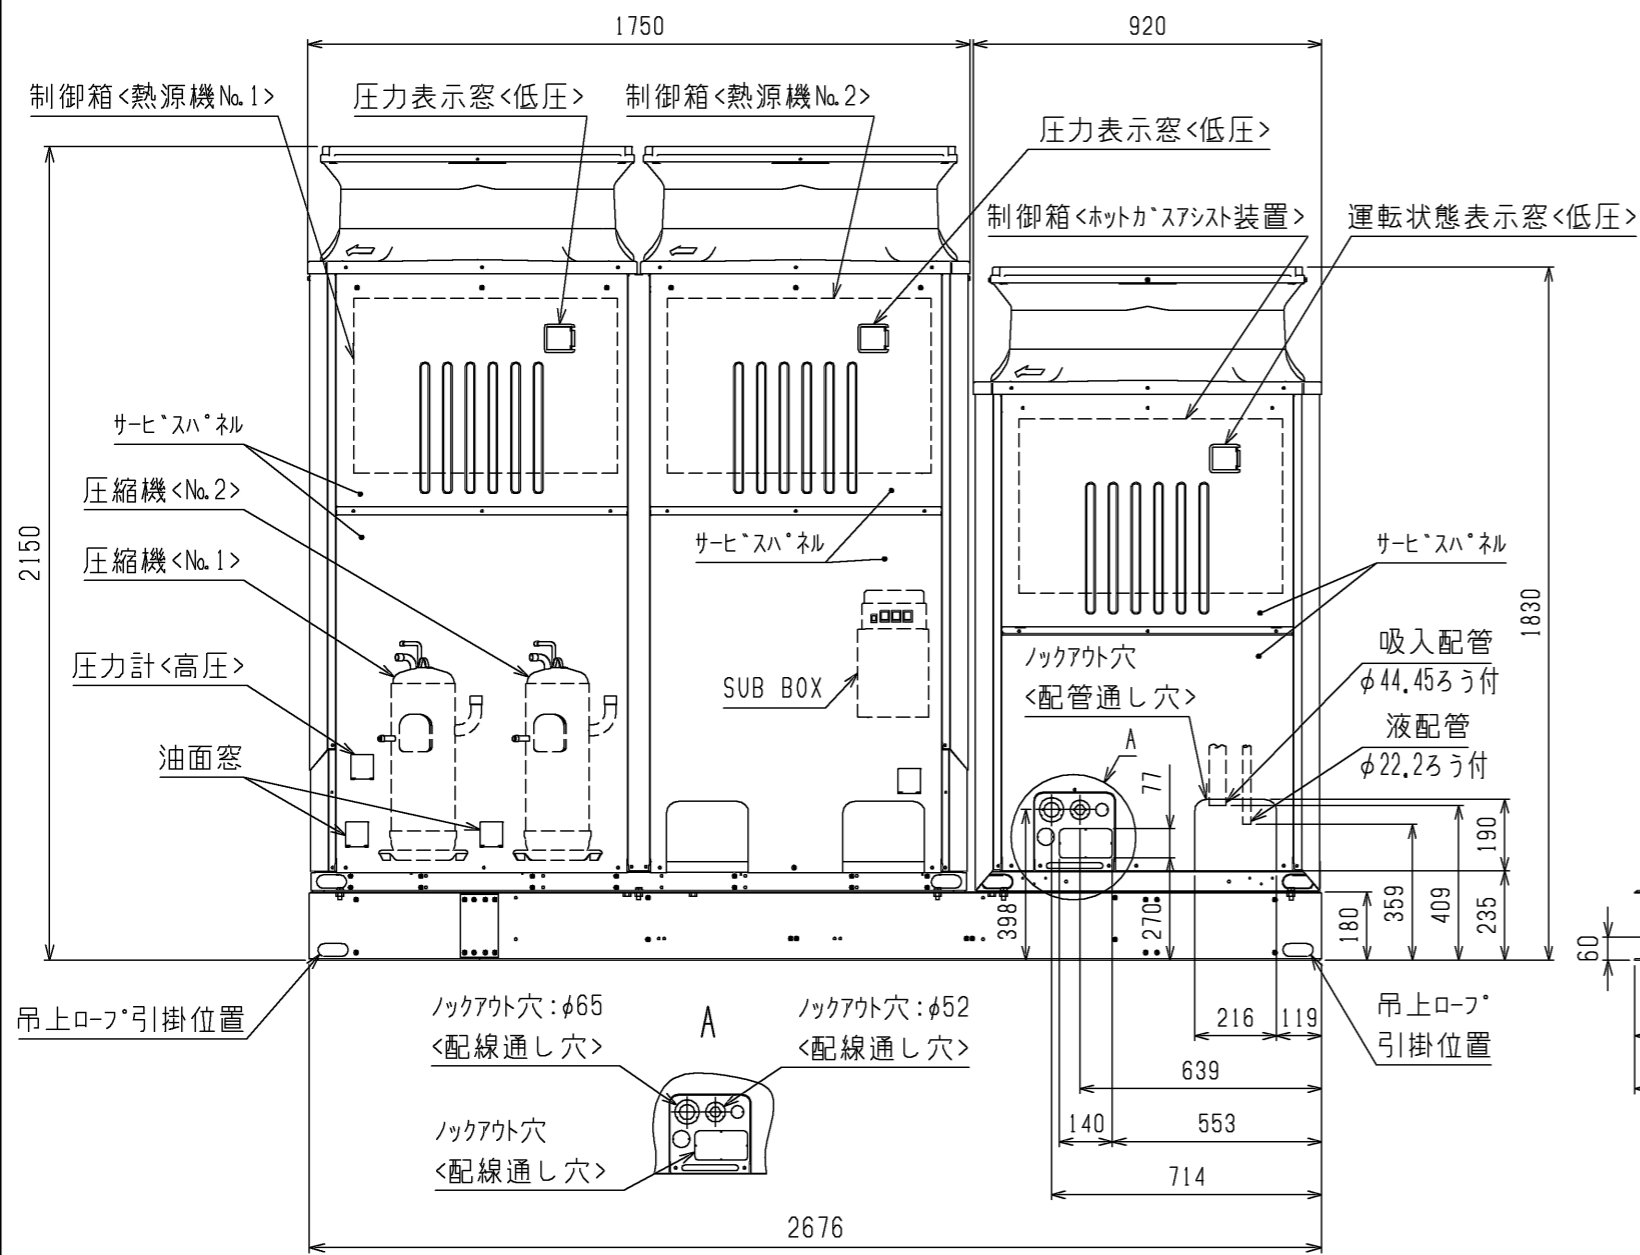 1750
920
制御箱<熱源機No.1>
圧力表示窓<低圧>
制御箱<熱源機No.2>
圧力表示窓<低圧>
制御箱<ホットガスアシスト装置>
運転状態表示窓<低圧>
サービスパネル
圧縮機<No.2>
圧縮機<No.1>
2150
サービスパネル
サービスパネル
1830
圧力計<高圧>
油面窓
SUB BOX
ノックアウト穴
<配管通し穴>
吸入配管
φ44.45ろう付
液配管
φ22.2ろう付
A
77
190
398
270
180
359
409
235
60
吊上ロープ引掛位置
ノックアウト穴:φ65
<配線通し穴>
A
ノックアウト穴:φ52
<配線通し穴>
216
119
吊上ロープ
引掛位置
639
ノックアウト穴
<配線通し穴>
140
553
714
2676